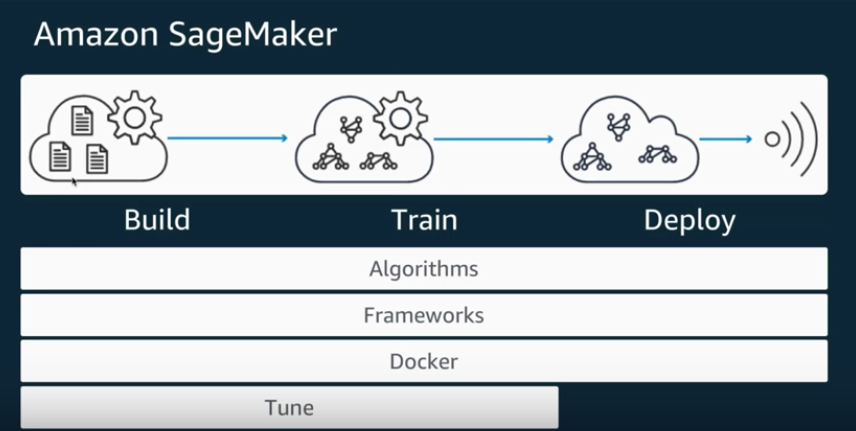 Amazon SageMaker
Build Train Deploy
Algorithms
Frameworks
Docker
Tune